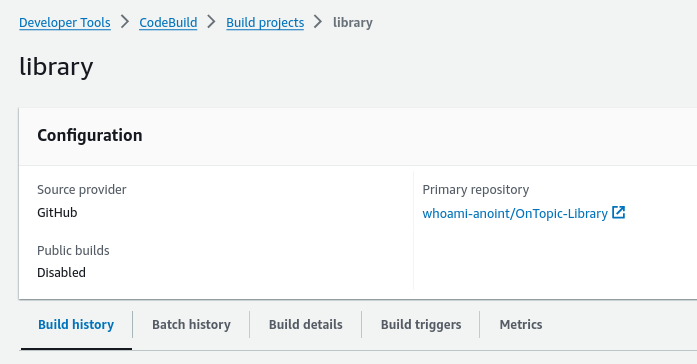 Developer Tools > CodeBuild > Build projects > library
library
Configuration
Source provider
GitHub
Primary repository
whoami-anoint/OnTopic-Library
Public builds
Disabled
Build history
Batch history
Build details
Build triggers
Metrics